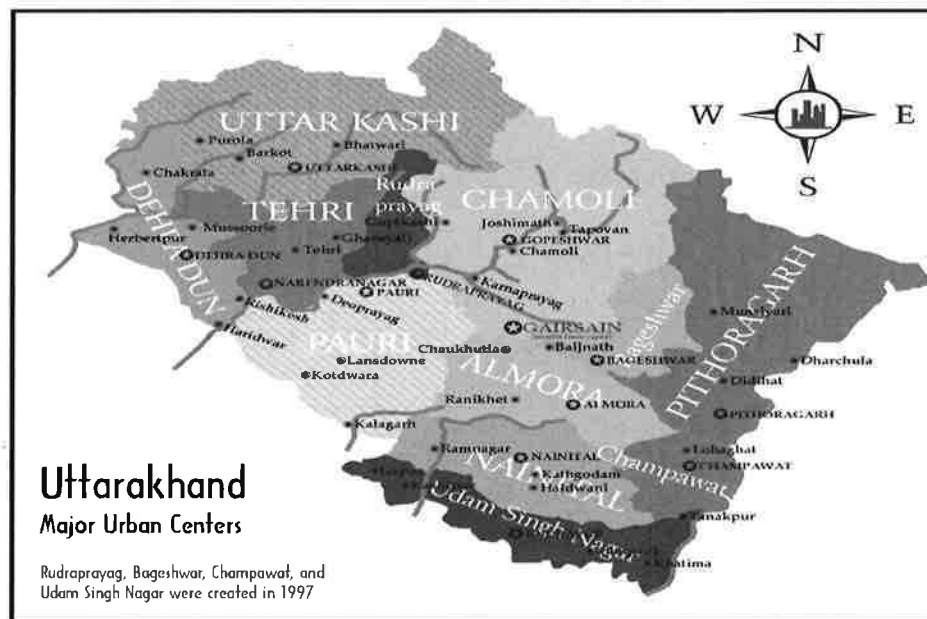 N
W E
S
UTTAR KASHI
Purola
Bhatwari
Barkot
UTTARKASHI
Chakrata
Rudra
prayag
CHAMOLI
TEHRI
DEHRA DUN
Mussoorie
Herbertpur
Tehri
Joshimath
Tapovan
GOPESHWAR
Chamoli
DEHRA DUN
NARENDRANAGAR
PAURI
RUDRAPRAYAG
Karnaprayag
Rishikesh
Deoprayag
Haridwar
GAIRSAIN
PAURI
Chaukhutia
Baijnath
BAGESHWAR
Bageshwar
PITHORAGARH
Munsiyari
Dharchula
Didihat
Lansdowne
Kotdwara
ALMORA
Ranikhet
ALMORA
PITHORAGARH
Kalagarh
Ramnagar
NAINITAL
NAINITAL
Kathgodam
Haldwani
Lohaghat
CHAMPAWAT
Champawat
Tanakpur
Udam Singh Nagar
Khatima
Uttarakhand
Major Urban Centers
Rudraprayag, Bageshwar, Champawat, and
Udam Singh Nagar were created in 1997